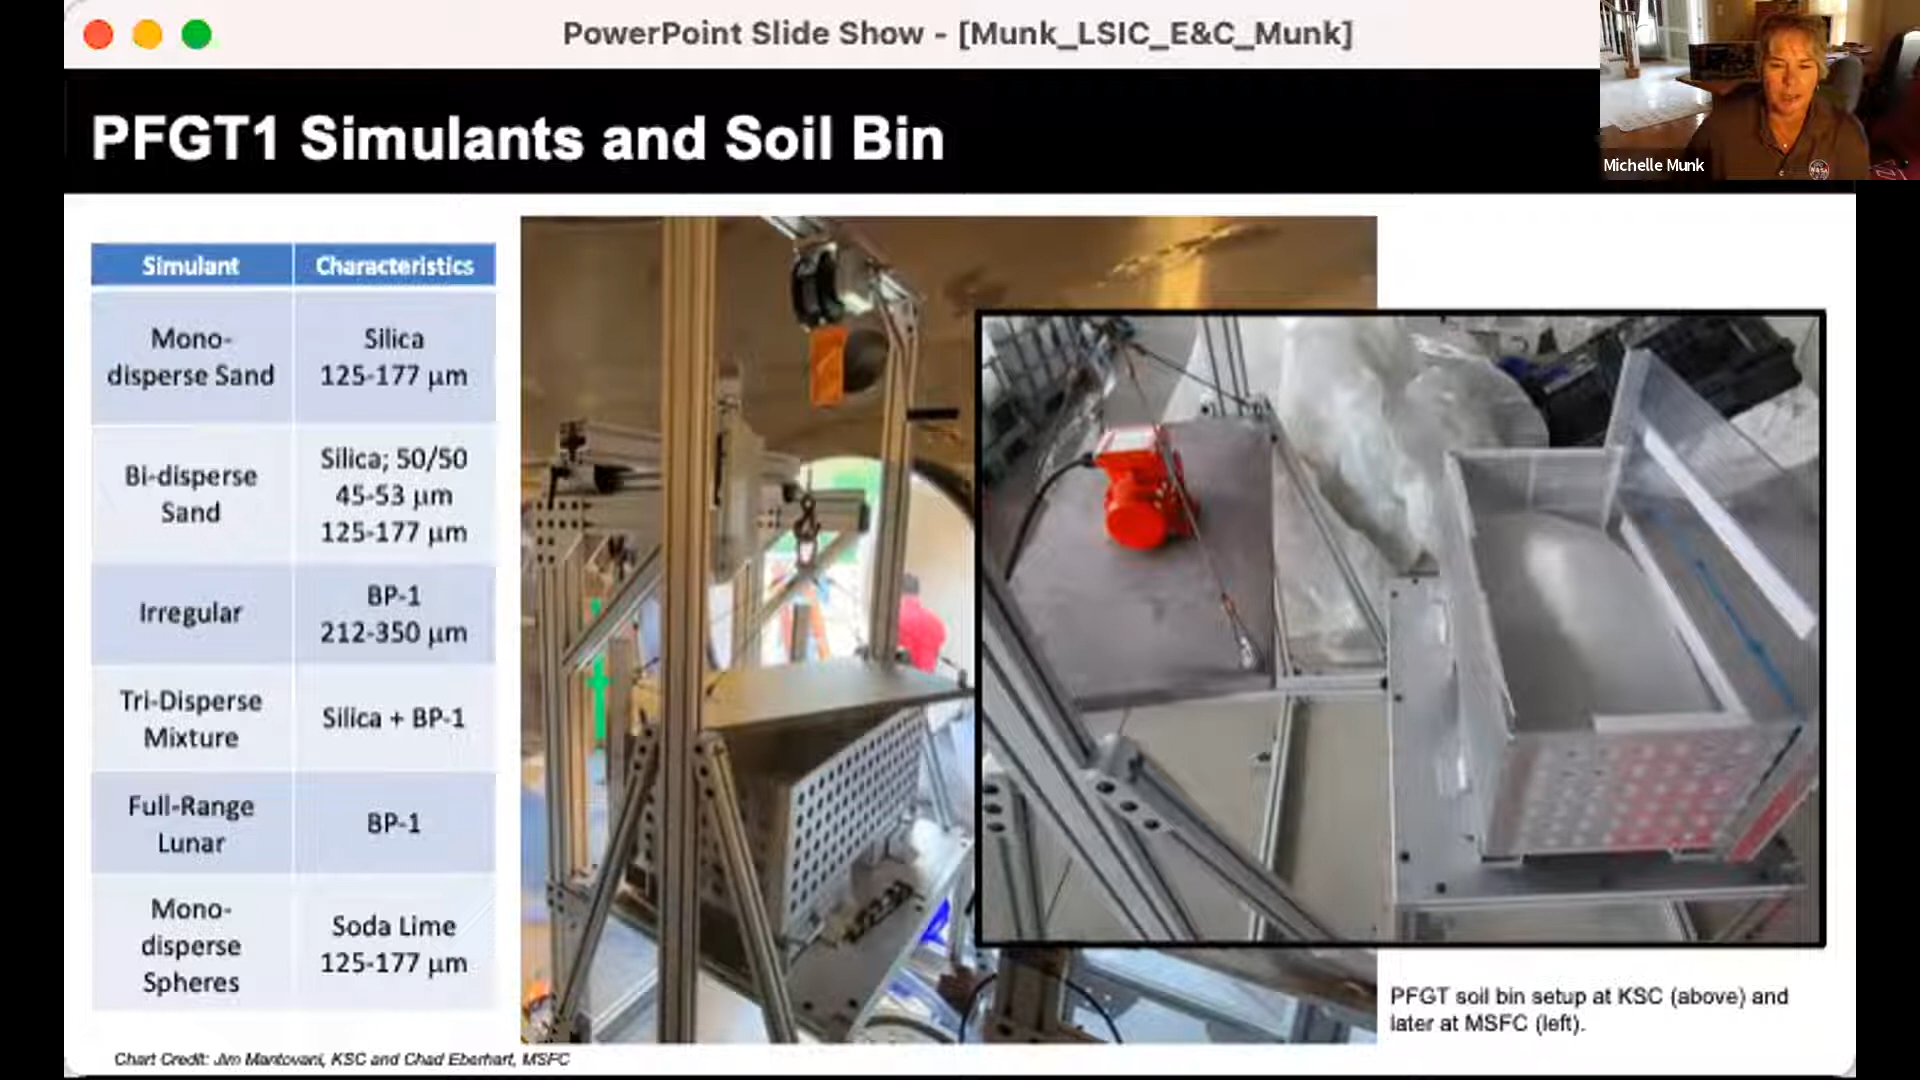 PowerPoint Slide Show - [Munk_LSIC_E&C_Munk]
Michelle Munk
PFGT1 Simulants and Soil Bin
Simulant Characteristics
Mono-
disperse Sand
Silica
125-177 µm
Bi-disperse
Sand
Silica; 50/50
45-53 µm
125-177 µm
Irregular
BP-1
212-350 µm
Tri-Disperse
Mixture
Silica + BP-1
Full-Range
Lunar
BP-1
Mono-
disperse
Spheres
Soda Lime
125-177 µm
PFGT soil bin setup at KSC (above) and
later at MSFC (left).
Chart Credit: Jim Mantovani, KSC and Chad Eberhart, MSFC
NASA